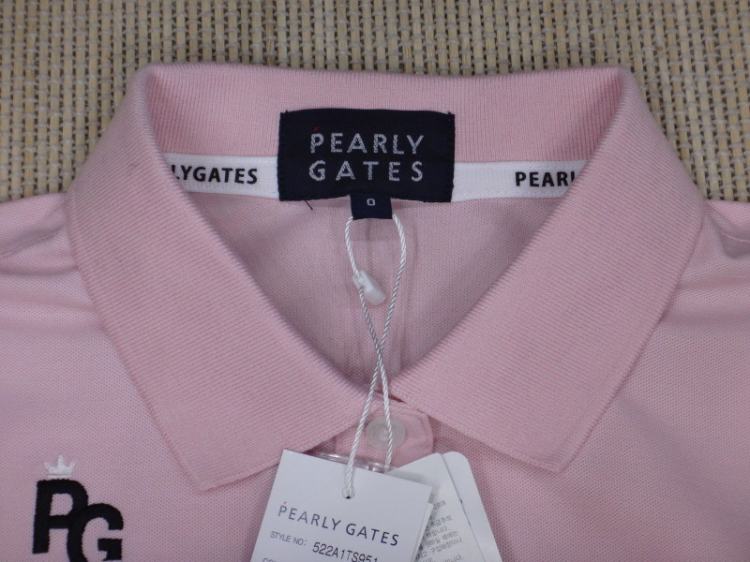 PEARLY
GATES
LYGATES
PEARL
0
PG
PEARLY GATES
STYLE NO: 522A1TS951